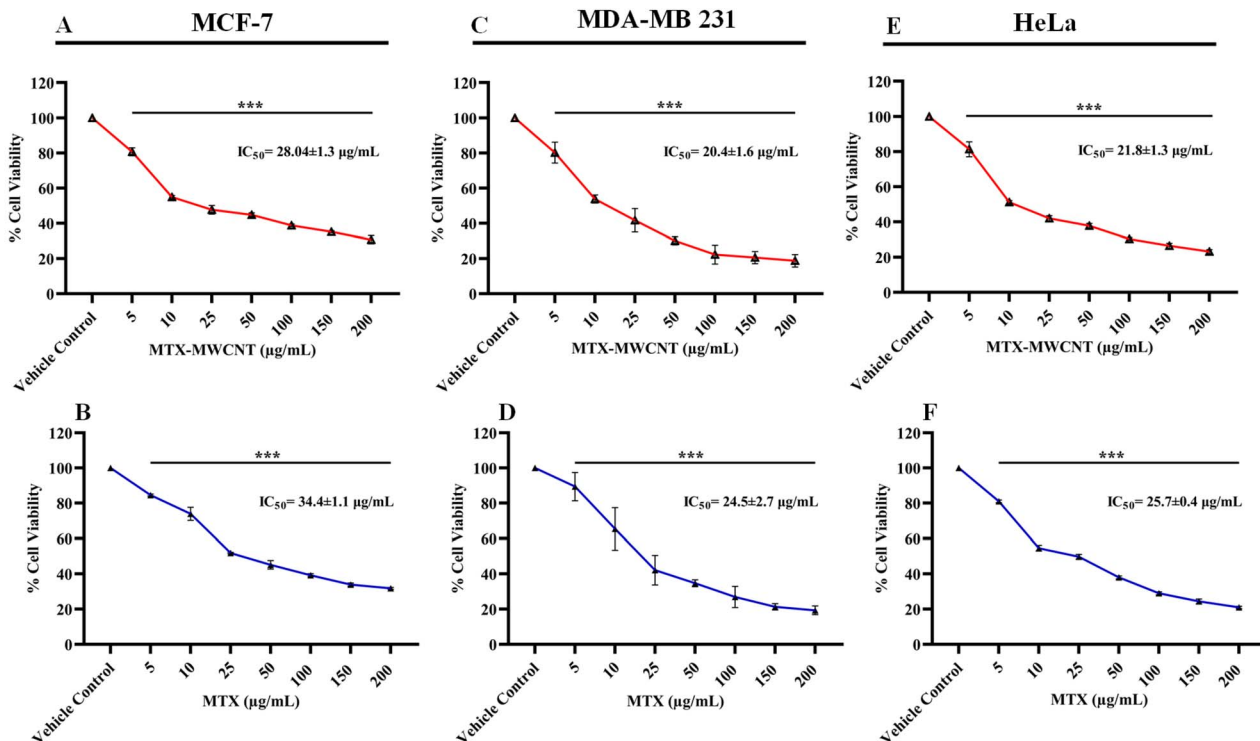 A
MCF-7
120
100
80
60
40
20
0
% Cell Viability
***
IC50= 28.04±1.3 µg/mL
Vehicle Control
5
10
25
50
100
150
200
MTX-MWCNT (µg/mL)
C
MDA-MB 231
120
100
80
60
40
20
0
% Cell Viability
***
IC50= 20.4±1.6 µg/mL
Vehicle Control
5
10
25
50
100
150
200
MTX-MWCNT (µg/mL)
E
HeLa
120
100
80
60
40
20
0
% Cell Viability
***
IC50= 21.8±1.3 µg/mL
Vehicle Control
5
10
25
50
100
150
200
MTX-MWCNT (µg/mL)
B
120
100
80
60
40
20
0
% Cell Viability
***
IC50= 34.4±1.1 µg/mL
Vehicle Control
5
10
25
50
100
150
200
MTX (µg/mL)
D
120
100
80
60
40
20
0
% Cell Viability
***
IC50= 24.5±2.7 µg/mL
Vehicle Control
5
10
25
50
100
150
200
MTX (µg/mL)
F
120
100
80
60
40
20
0
% Cell Viability
***
IC50= 25.7±0.4 µg/mL
Vehicle Control
5
10
25
50
100
150
200
MTX (µg/mL)